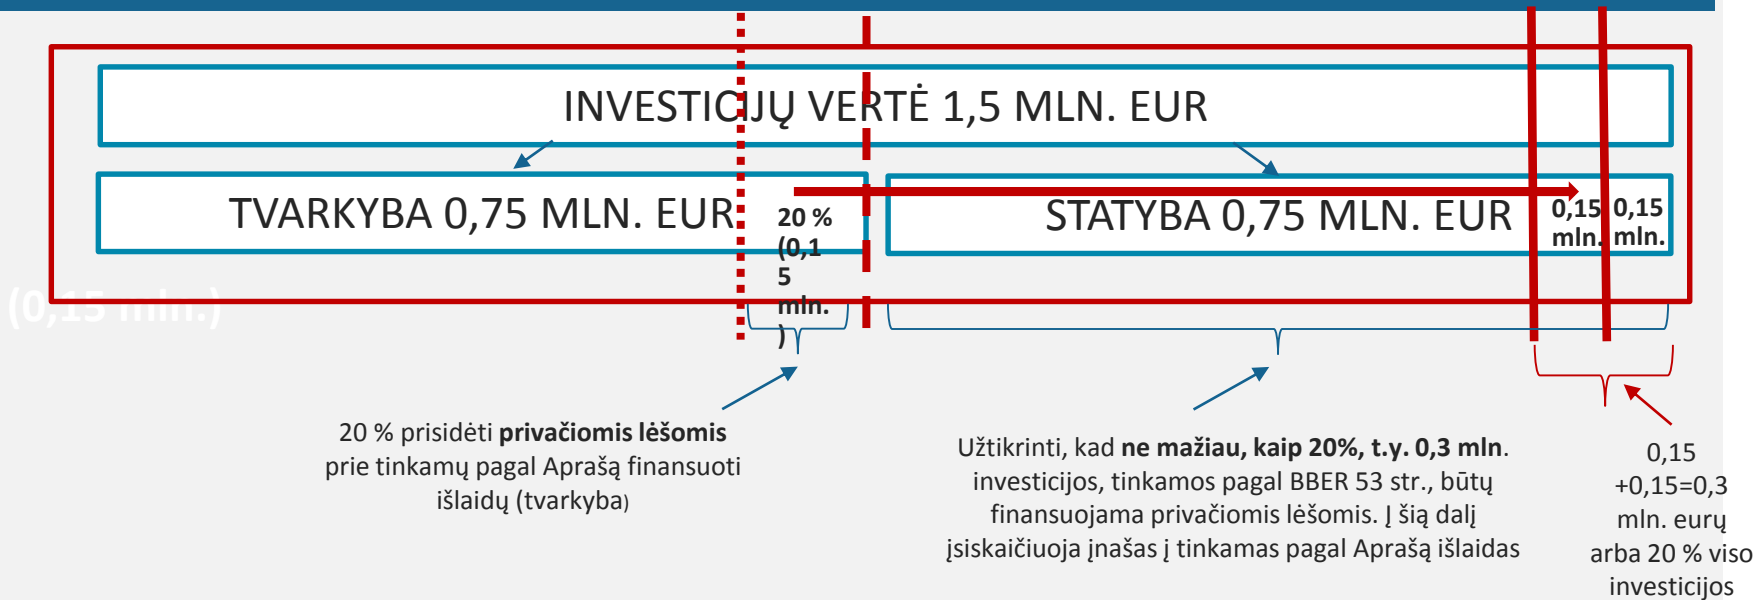 INVESTICIJŲ VERTĖ 1,5 MLN. EUR
TVARKYBA 0,75 MLN. EUR
20 %
(0,1
5
mln.
)
STATYBA 0,75 MLN. EUR
0,15
mln.
0,15
mln.
(0,15 mln.)
20 % prisidėti privačiomis lėšomis
prie tinkamų pagal Aprašą finansuoti
išlaidų (tvarkyba)
Užtikrinti, kad ne mažiau, kaip 20%, t.y. 0,3 mln.
investicijos, tinkamos pagal BBER 53 str., būtų
finansuojama privačiomis lėšomis. Į šią dalį
įsiskaičiuoja įnašas į tinkamas pagal Aprašą išlaidas
0,15
+0,15=0,3
mln. eurų
arba 20 % viso
investicijos